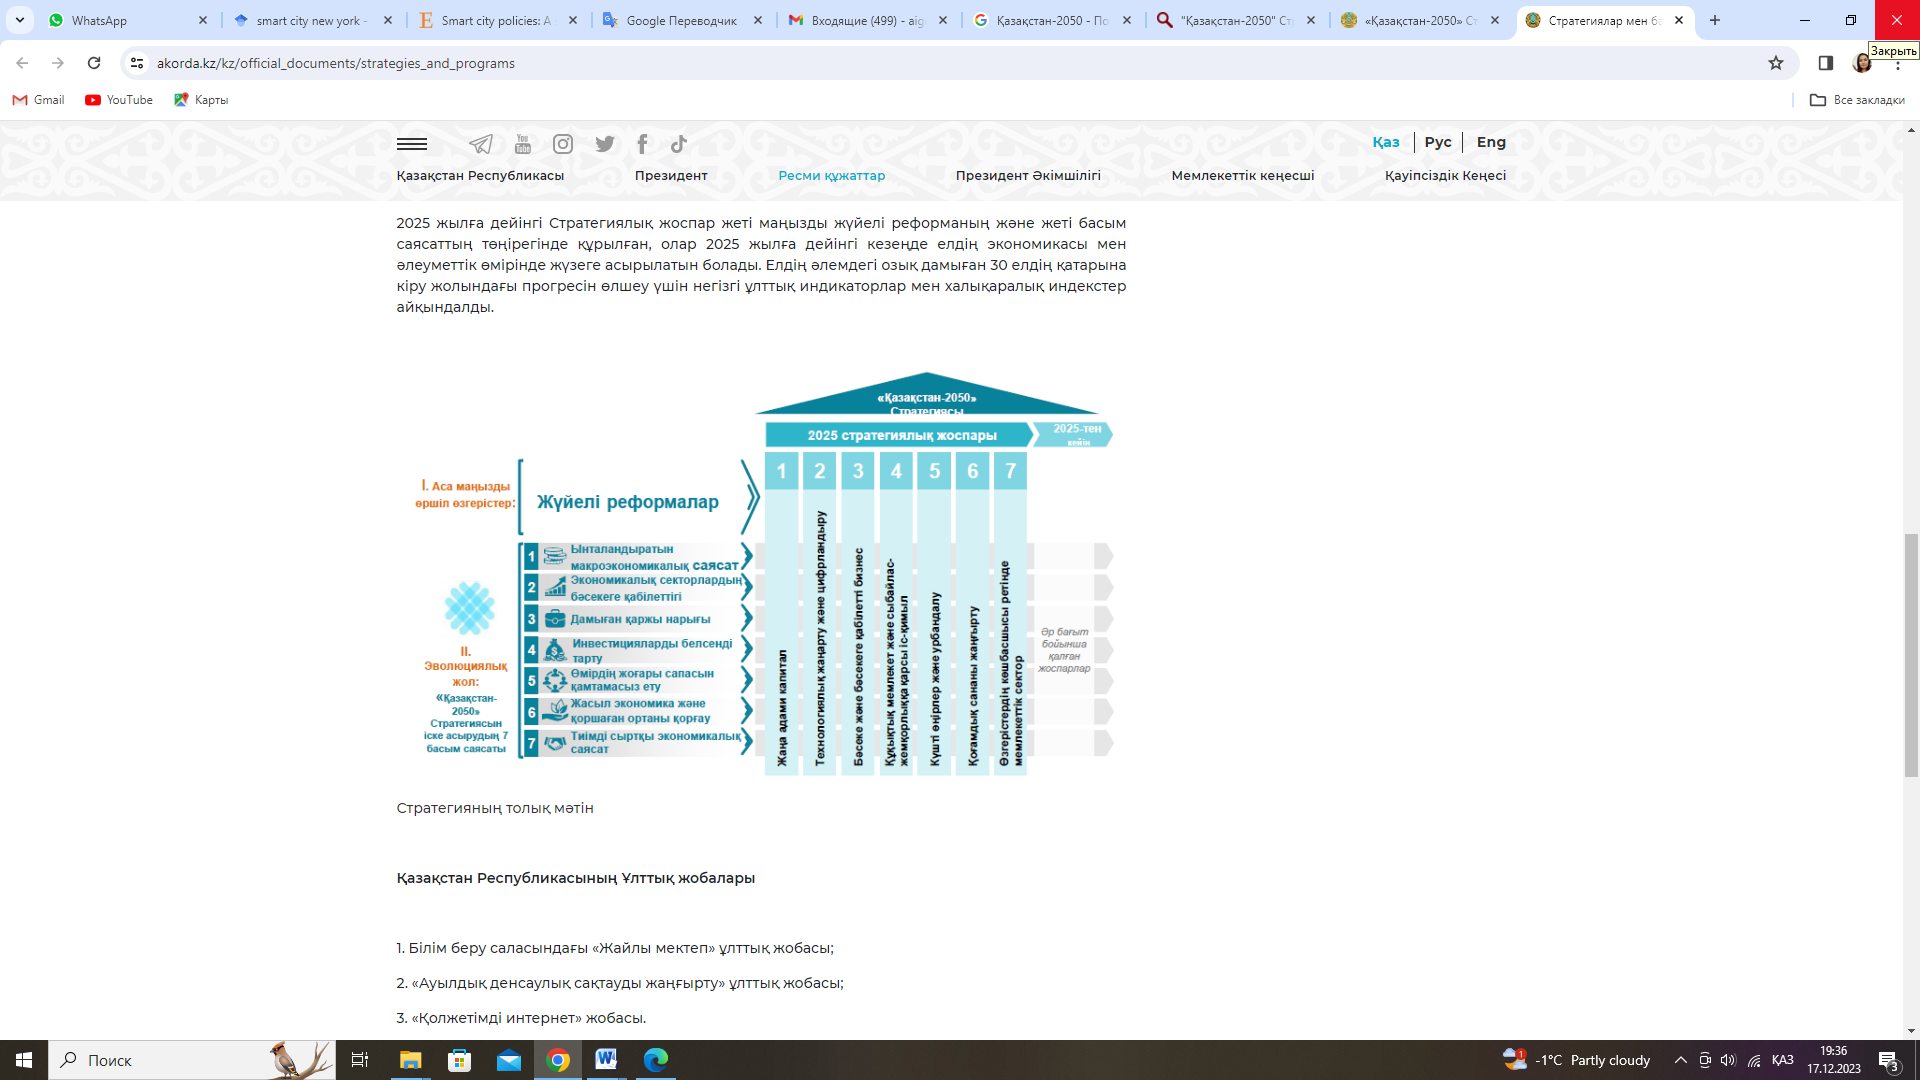 WhatsApp
smart city new york -
Smart city policies: A
Google Переводчик
Входящие (499) - aig
Қазақстан-2050 - По
"Қазақстан-2050" Ст
«Қазақстан-2050» Ст
Стратегиялар мен ба
Закрыть
akorda.kz/kz/official_documents/strategies_and_programs
Gmail
YouTube
Карты
Все закладки
Қаз
Рус
Eng
Қазақстан Республикасы
Президент
Ресми құжаттар
Президент Әкімшілігі
Мемлекеттік кеңесші
Қауіпсіздік Кеңесі
2025 жылға дейінгі Стратегиялық жоспар жеті маңызды жүйелі реформаның және жеті басым
саясаттың төңірегінде құрылған, олар 2025 жылға дейінгі кезеңде елдің экономикасы мен
әлеуметтік өмірінде жүзеге асырылатын болады. Елдің әлемдегі озық дамыған 30 елдің қатарына
кіру жолындағы прогресін өлшеу үшін негізгі ұлттық индикаторлар мен халықаралық индекстер
айқындалды.
«Қазақстан-2050»
Стратегиясы
2025 стратегиялық жоспары
2025-тен
кейін
1 2 3 4 5 6 7
I. Аса маңызды
өршіл өзгерістер:
Жүйелі реформалар
Жаңа адами капитал
Технологиялық жаңарту және цифрландыру
Бәсеке және бәсекеге қабілетті бизнес
Құқықтық мемлекет және сыбайлас-
жемқорлыққа қарсы іс-қимыл
Күшті өңірлер және урбандалу
Қоғамдық сананы жаңғырту
Өзгерістердің көшбасшысы ретінде
мемлекеттік сектор
II.
Эволюциялық
жол:
«Қазақстан-
2050»
Стратегиясын
іске асырудың 7
басым саясаты
1 Ынталандыратын
макроэкономикалық саясат
2 Экономикалық секторлардың
бәсекеге қабілеттігі
3 Дамыған қаржы нарығы
4 Инвестицияларды белсенді
тарту
5 Өмірдің жоғары сапасын
қамтамасыз ету
6 Жасыл экономика және
қоршаған ортаны қорғау
7 Тиімді сыртқы экономикалық
саясат
Әр бағыт
бойынша
қалған
жоспарлар
Стратегияның толық мәтін
Қазақстан Республикасының Ұлттық жобалары
1. Білім беру саласындағы «Жайлы мектеп» ұлттық жобасы;
2. «Ауылдық денсаулық сақтауды жаңғырту» ұлттық жобасы;
3. «Қолжетімді интернет» жобасы.
Поиск
1
-1°C Partly cloudy
ҚАЗ
19:36
17.12.2023
3